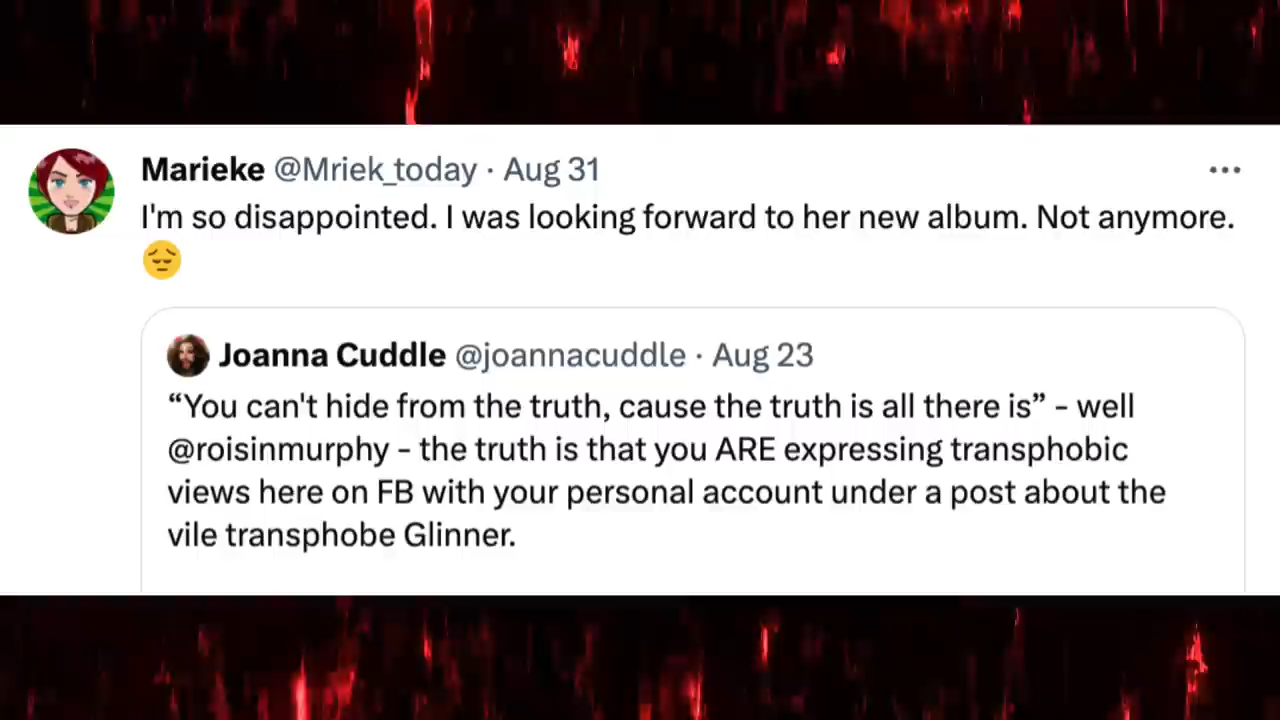 Marieke @Mriek_today · Aug 31
I'm so disappointed. I was looking forward to her new album. Not anymore.
😔
Joanna Cuddle @joannacuddle · Aug 23
“You can't hide from the truth, cause the truth is all there is” – well
@roisinmurphy – the truth is that you ARE expressing transphobic
views here on FB with your personal account under a post about the
vile transphobe Glinner.